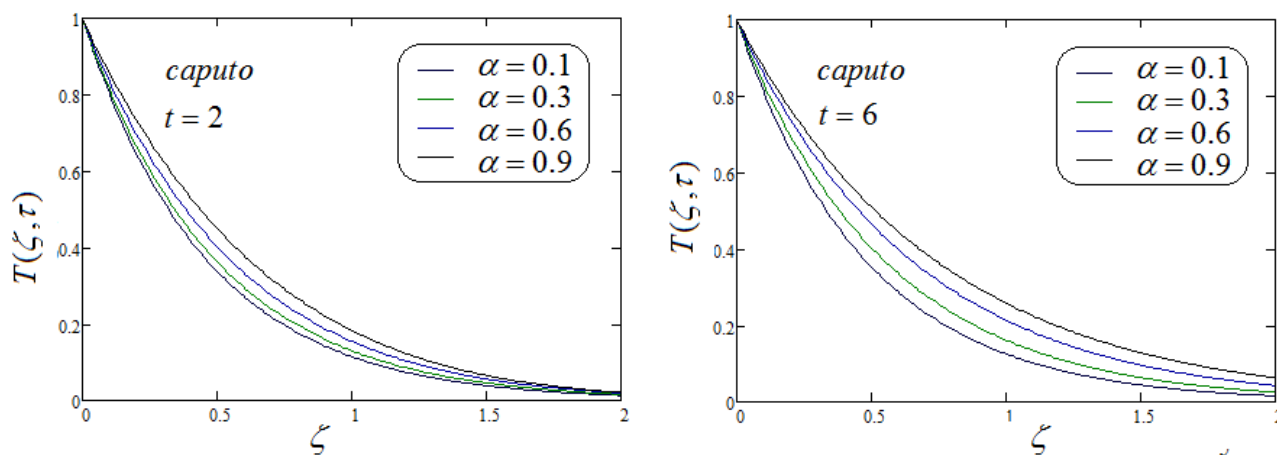 1
0.8
0.6
0.4
0.2
0
0
0.5
1
1.5
2
T(ζ,τ)
ζ
caputo
t = 2
α = 0.1
α = 0.3
α = 0.6
α = 0.9
1
0.8
0.6
0.4
0.2
0
0
0.5
1
1.5
2
T(ζ,τ)
ζ
caputo
t = 6
α = 0.1
α = 0.3
α = 0.6
α = 0.9